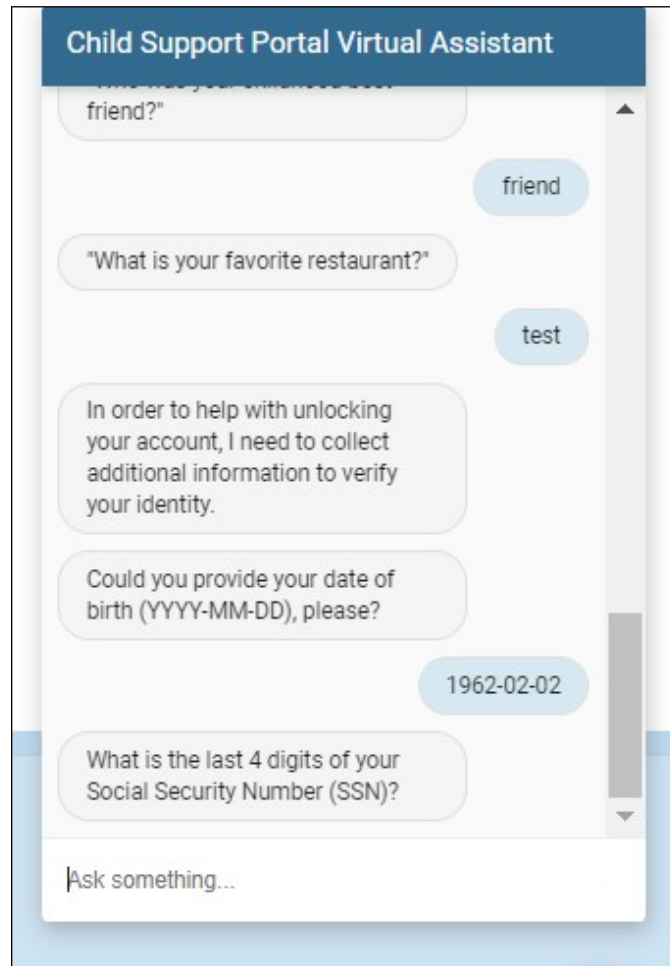 Child Support Portal Virtual Assistant
friend?"
friend
"What is your favorite restaurant?"
test
In order to help with unlocking
your account, I need to collect
additional information to verify
your identity.
Could you provide your date of
birth (YYYY-MM-DD), please?
1962-02-02
What is the last 4 digits of your
Social Security Number (SSN)?
Ask something...